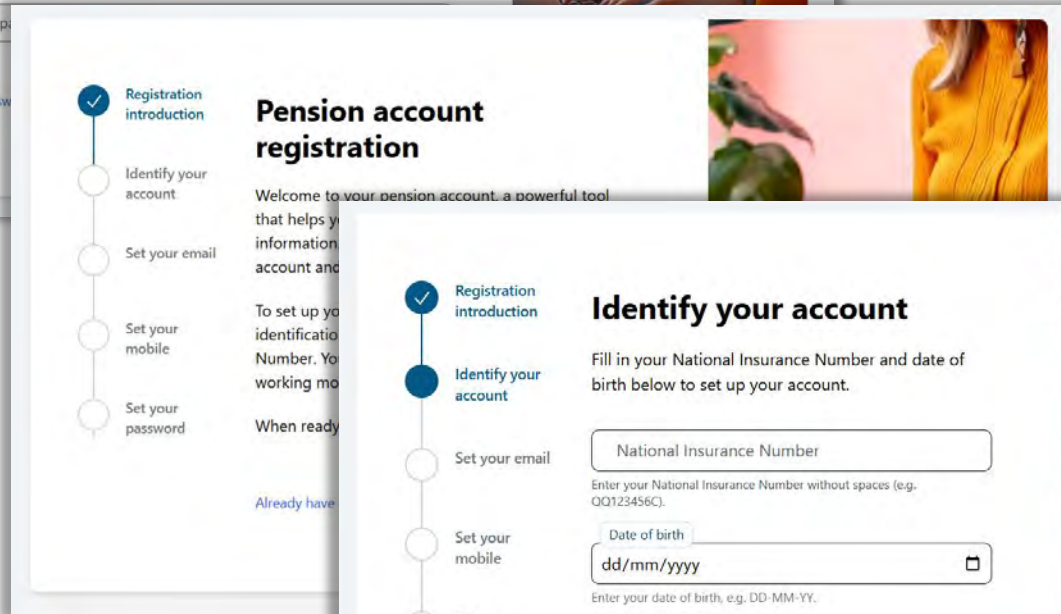 Registration
introduction
Identify your
account
Set your email
Set your
mobile
Set your
password
Pension account
registration
Welcome to your pension account, a powerful tool
that helps
information
account and
To set up
Number.
working
When ready
Already have
Registration
introduction
Identify your
account
Set your email
Set your
mobile
Identify your account
Fill in your National Insurance Number and date of
birth below to set up your account.
National Insurance Number
Enter your National Insurance Number without spaces (e.g.
QQ123456C).
Date of birth
dd/mm/yyyy
Enter your date of birth, e.g. DD-MM-YY.